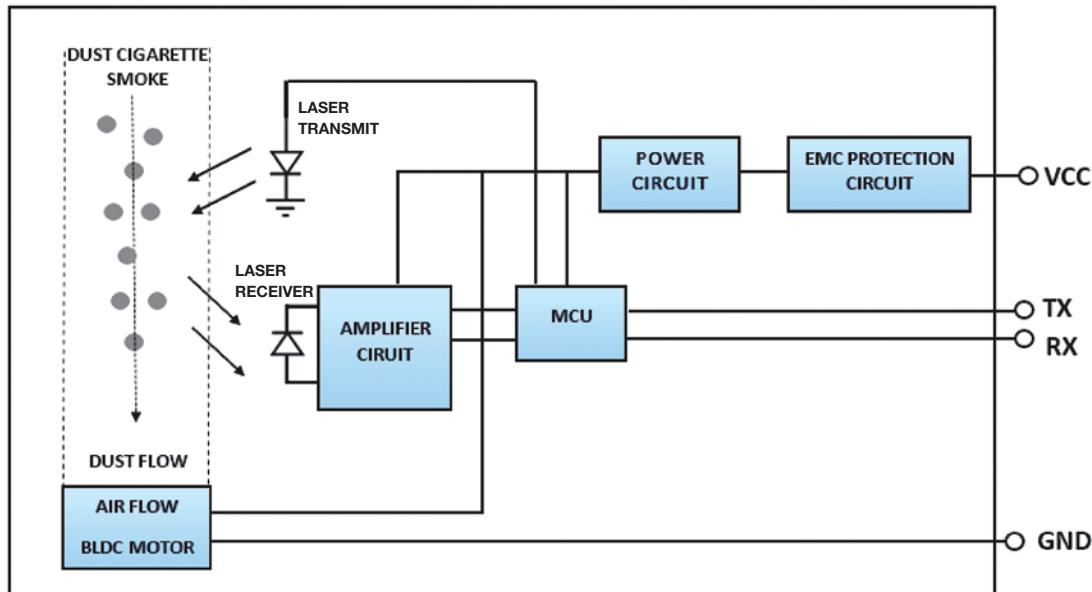 DUST CIGARETTE
SMOKE
LASER
TRANSMIT
POWER
CIRCUIT
EMC PROTECTION
CIRCUIT
VCC
LASER
RECEIVER
AMPLIFIER
CIRUIT
MCU
TX
RX
DUST FLOW
AIR FLOW
BLDC MOTOR
GND